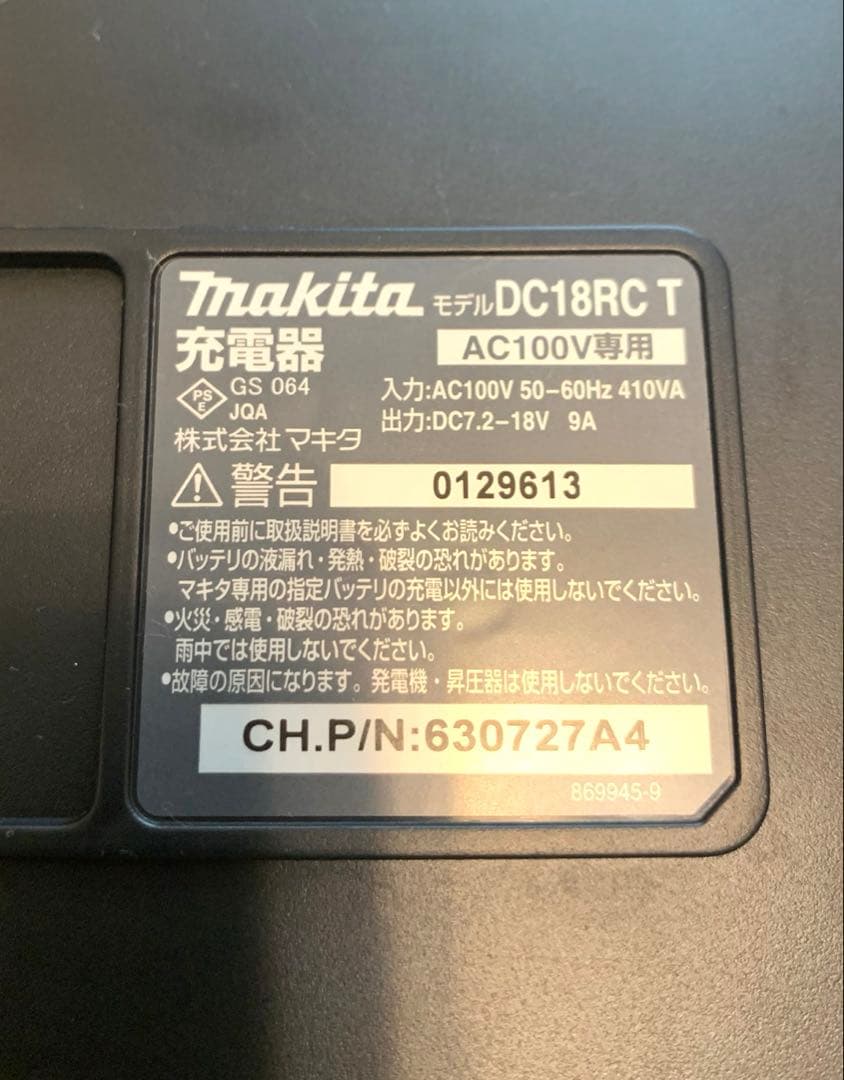 makita モデル DC18RC T
充電器 AC100V専用
PSE GS 064 入力:AC100V 50-60Hz 410VA
JQA 出力:DC7.2-18V 9A
株式会社 マキタ
警告 0129613
•ご使用前に取扱説明書を必ずよくお読みください。
•バッテリの液漏れ・発熱・破裂の恐れがあります。
マキタ専用の指定バッテリの充電以外には使用しないでください。
•火災・感電・破裂の恐れがあります。
雨中では使用しないでください。
•故障の原因になります。発電機・昇圧器は使用しないでください。
CH.P/N:630727A4
869945-9